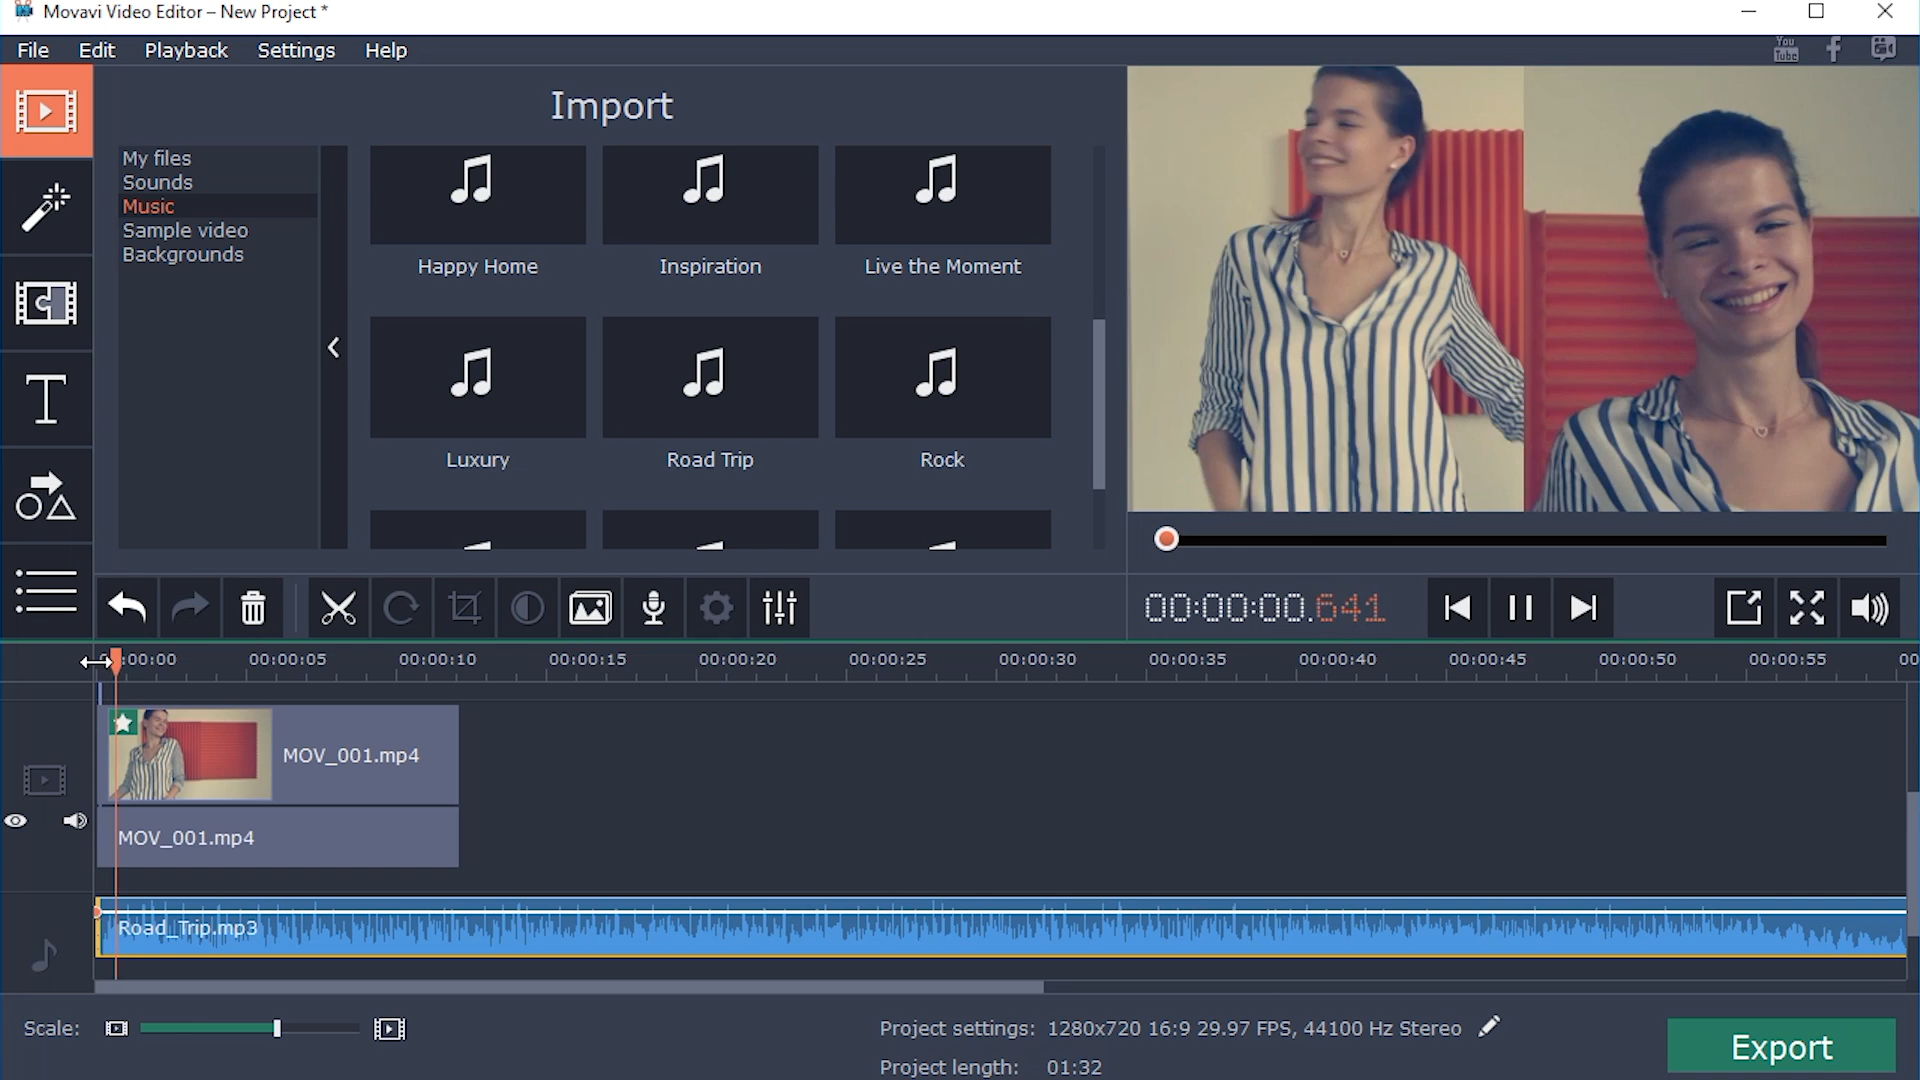 Movavi Video Editor – New Project *
File Edit Playback Settings Help
You Tube
Import
My files
Sounds
Music
Sample video
Backgrounds
Happy Home Inspiration Live the Moment
Luxury Road Trip Rock
00:00:00.641
:00:00 00:00:05 00:00:10 00:00:15 00:00:20 00:00:25 00:00:30 00:00:35 00:00:40 00:00:45 00:00:50 00:00:55 00
MOV_001.mp4
MOV_001.mp4
Road_Trip.mp3
Scale:
Project settings: 1280x720 16:9 29.97 FPS, 44100 Hz Stereo
Project length: 01:32
Export